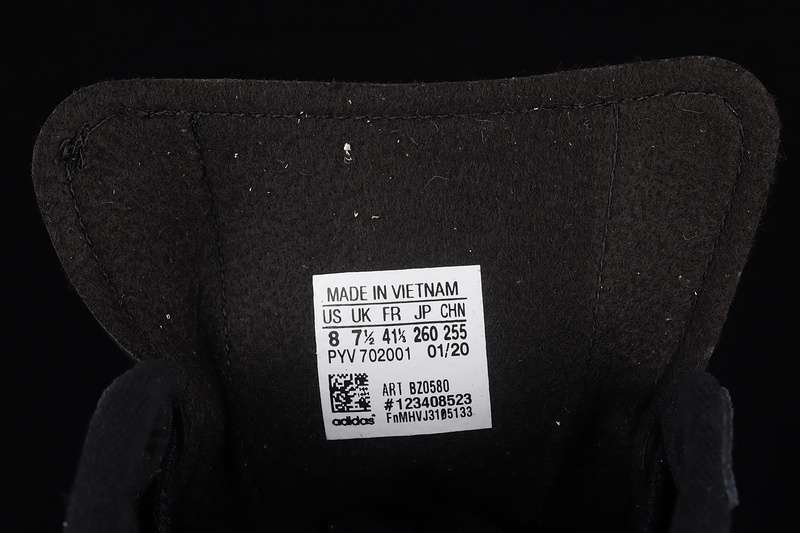 MADE IN VIETNAM
US UK FR JP CHN
8 7½ 41⅓ 260 255
PYV 702001 01/20
ART BZ0580
#123408523
adidas FnMHVJ3105133